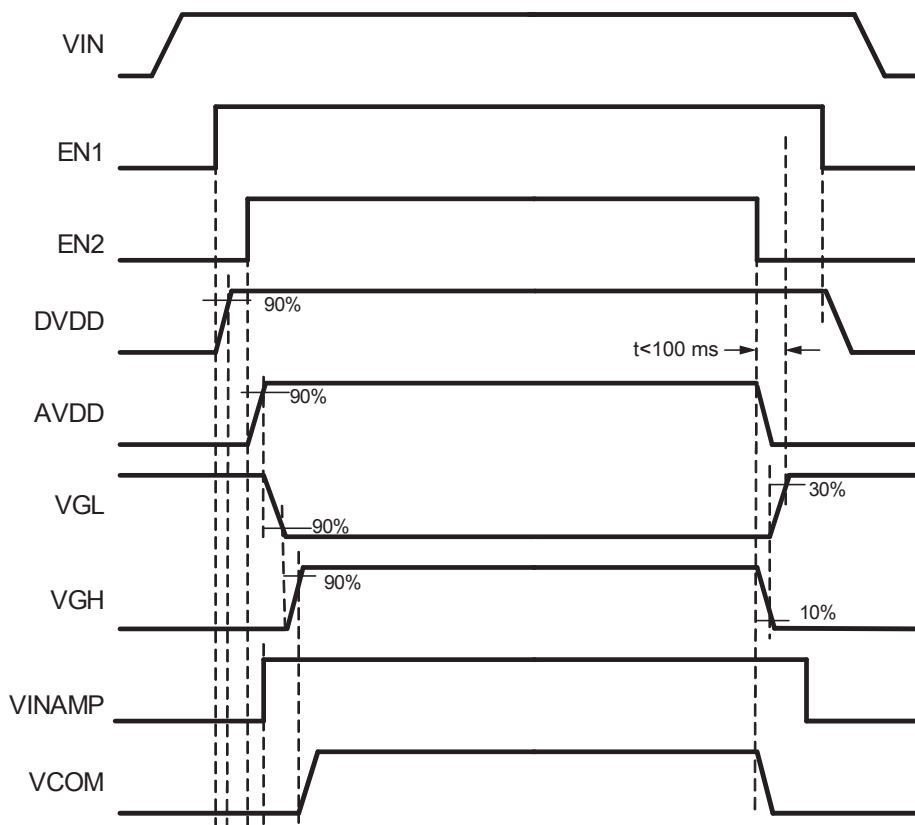 VIN
EN1
EN2
DVDD
90%
t<100 ms
AVDD
90%
VGL
30%
90%
VGH
90%
10%
VINAMP
VCOM